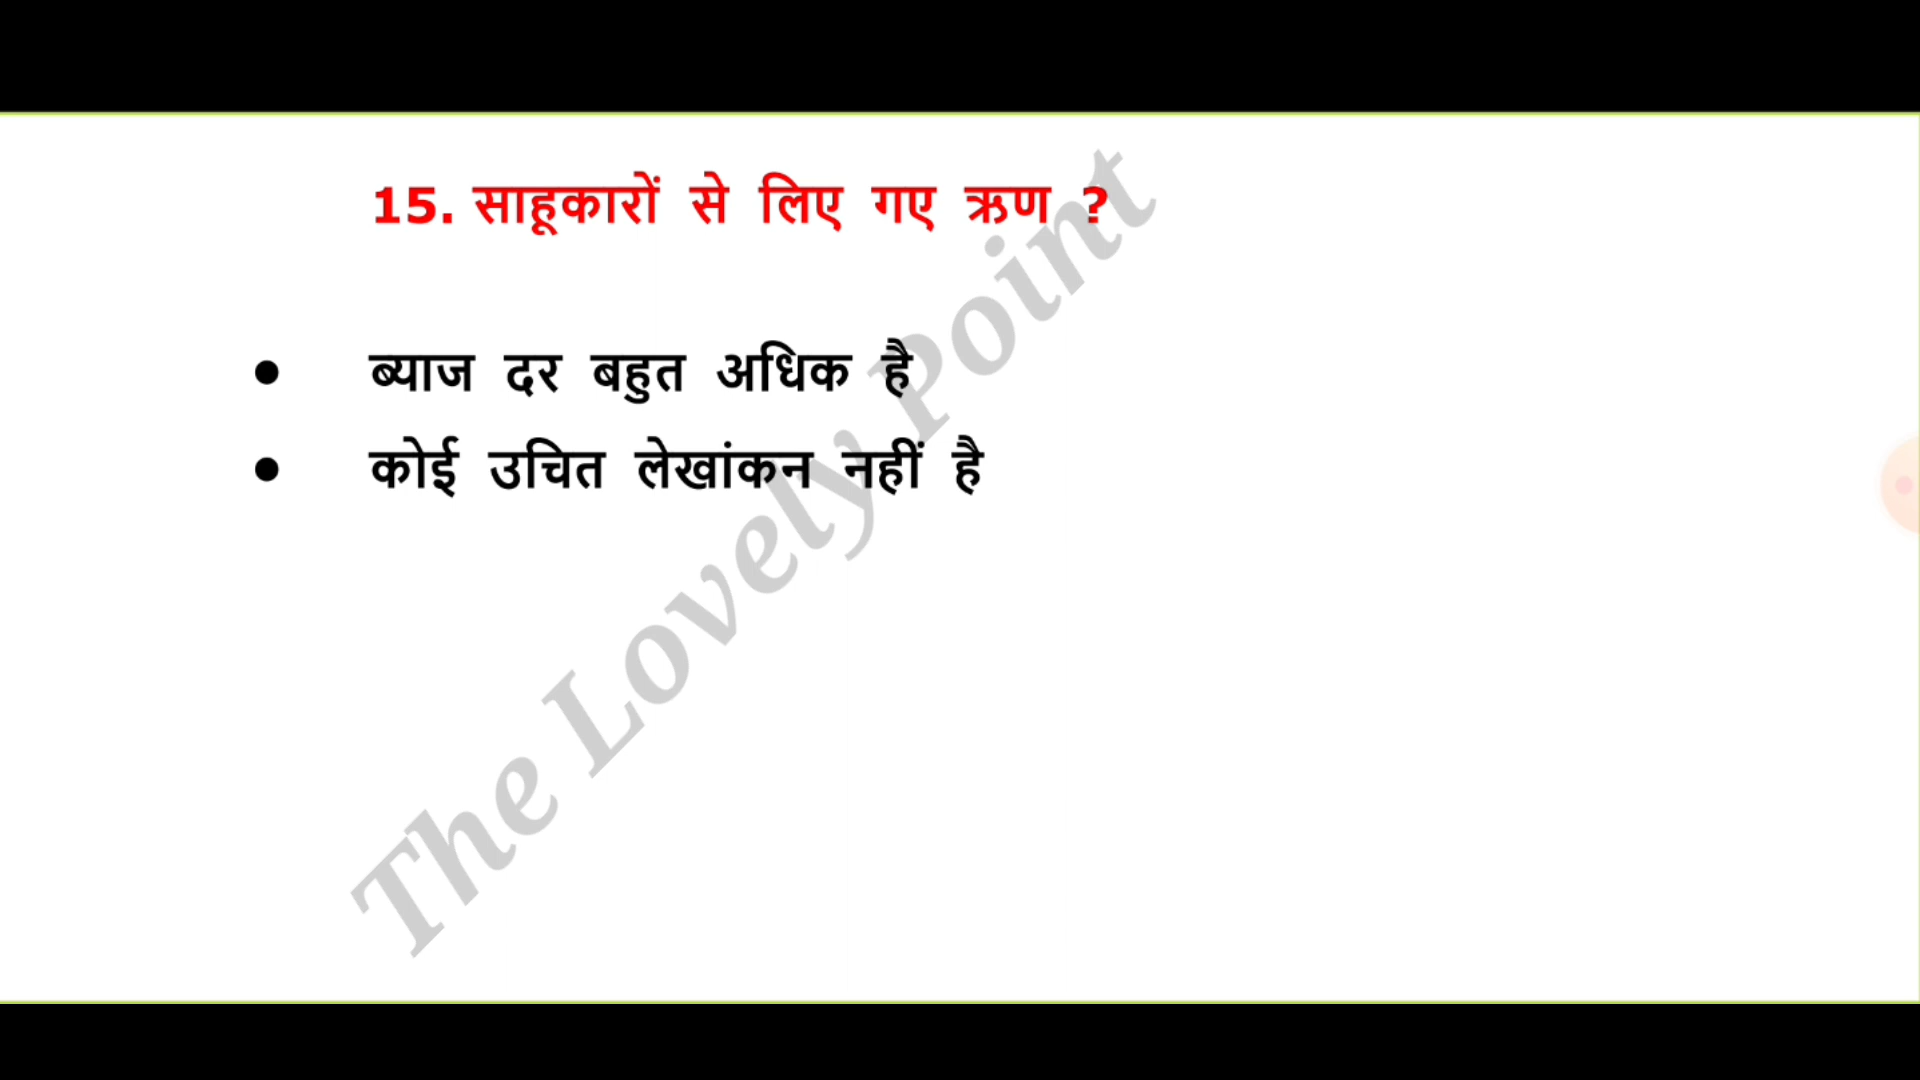 15. साहूकारों से लिए गए ऋण ?
• ब्याज दर बहुत अधिक है
• कोई उचित लेखांकन नहीं है
The Lovely Point